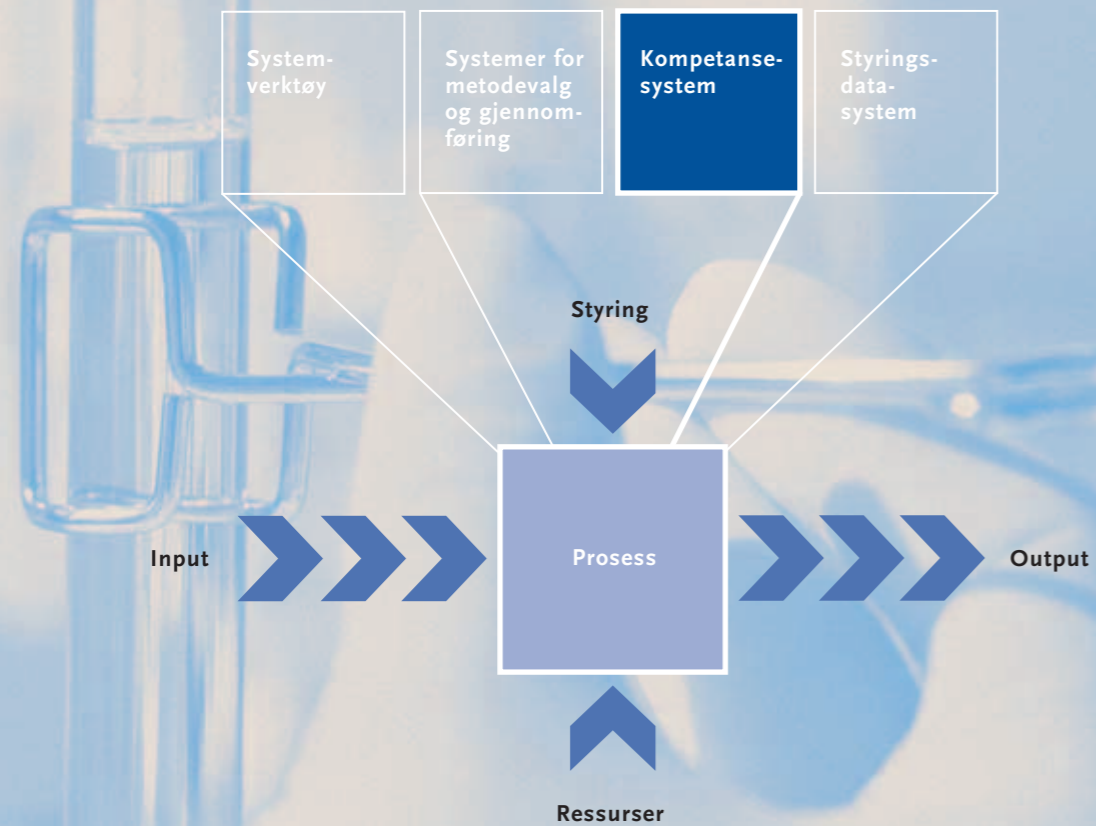 System-
verktøy
Systemer for
metodevalg
og gjennom-
føring
Kompetanse-
system
Styrings-
data-
system
Styring
Input
Prosess
Output
Ressurser